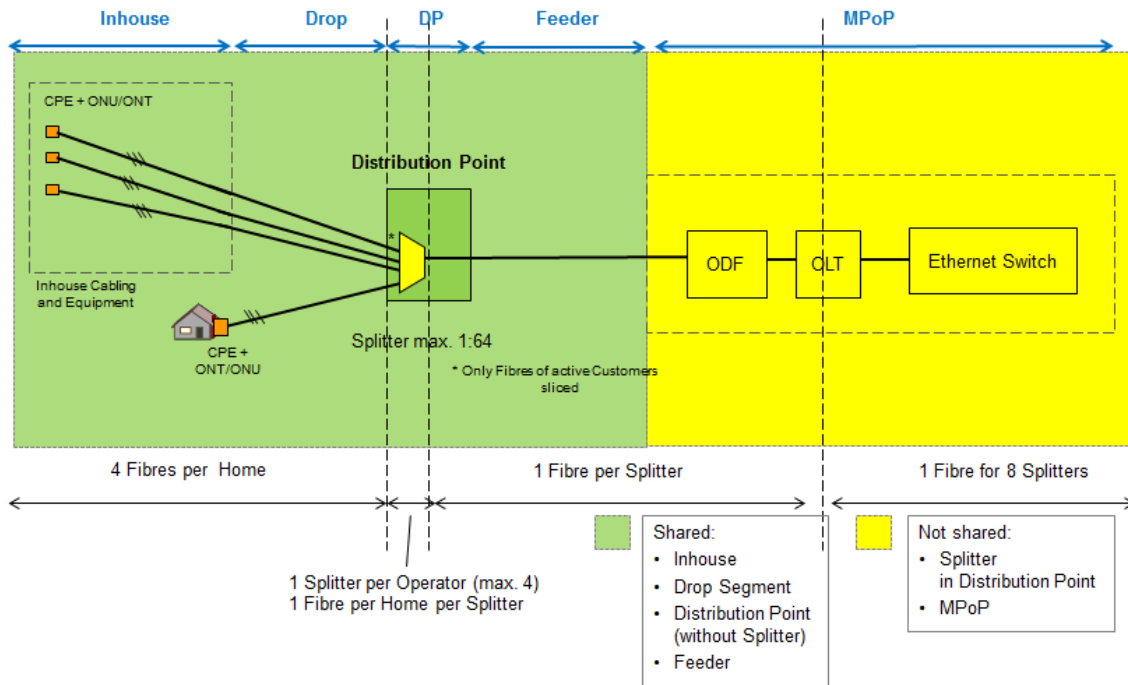 Inhouse
Drop
DP
Feeder
MPoP
CPE + ONU/ONT
Distribution Point
*
ODF
OLT
Ethernet Switch
Inhouse Cabling
and Equipment
CPE +
ONT/ONU
Splitter max. 1:64
* Only Fibres of active Customers
sliced
4 Fibres per Home
1 Fibre per Splitter
1 Fibre for 8 Splitters
1 Splitter per Operator (max. 4)
1 Fibre per Home per Splitter
Shared:
• Inhouse
• Drop Segment
• Distribution Point
(without Splitter)
• Feeder
Not shared:
• Splitter
in Distribution Point
• MPoP